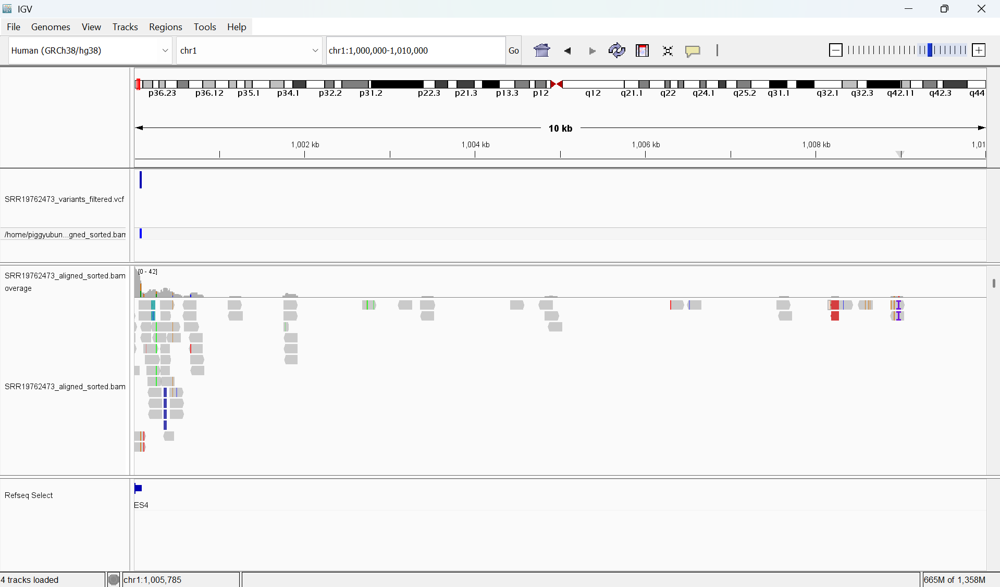 IGV
File Genomes View Tracks Regions Tools Help
Human (GRCh38/hg38) chr1 chr1:1,000,000-1,010,000 Go
p36.23 p36.12 p35.1 p34.1 p32.2 p31.2 p22.3 p21.3 p13.3 p12 q12 q21.1 q22 q24.1 q25.2 q31.1 q32.1 q32.3 q42.11 q42.3 q44
10 kb
1,002 kb 1,004 kb 1,006 kb 1,008 kb 1,01
SRR19762473_variants_filtered.vcf
/home/piggyubun...gned_sorted.bam
[0 - 42]
SRR19762473_aligned_sorted.bam
overage
SRR19762473_aligned_sorted.bam
Refseq Select
ES4
4 tracks loaded chr1:1,005,785 665M of 1,358M